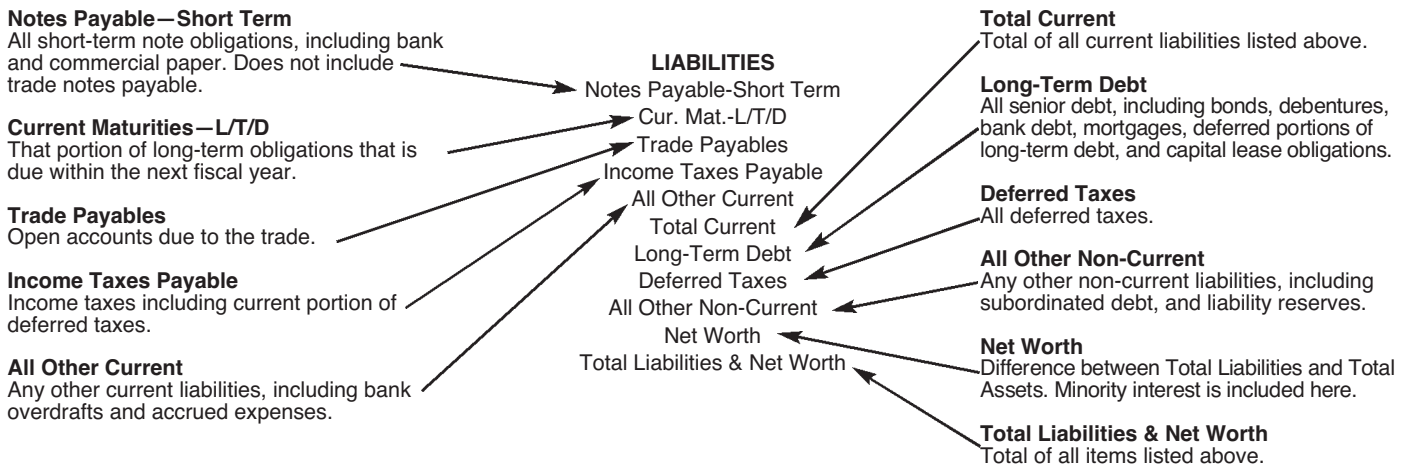 Notes Payable—Short Term
All short-term note obligations, including bank
and commercial paper. Does not include
trade notes payable.
Current Maturities—L/T/D
That portion of long-term obligations that is
due within the next fiscal year.
Trade Payables
Open accounts due to the trade.
Income Taxes Payable
Income taxes including current portion of
deferred taxes.
All Other Current
Any other current liabilities, including bank
overdrafts and accrued expenses.
LIABILITIES
Notes Payable-Short Term
Cur. Mat.-L/T/D
Trade Payables
Income Taxes Payable
All Other Current
Total Current
Long-Term Debt
Deferred Taxes
All Other Non-Current
Net Worth
Total Liabilities & Net Worth
Total Current
Total of all current liabilities listed above.
Long-Term Debt
All senior debt, including bonds, debentures,
bank debt, mortgages, deferred portions of
long-term debt, and capital lease obligations.
Deferred Taxes
All deferred taxes.
All Other Non-Current
Any other non-current liabilities, including
subordinated debt, and liability reserves.
Net Worth
Difference between Total Liabilities and Total
Assets. Minority interest is included here.
Total Liabilities & Net Worth
Total of all items listed above.